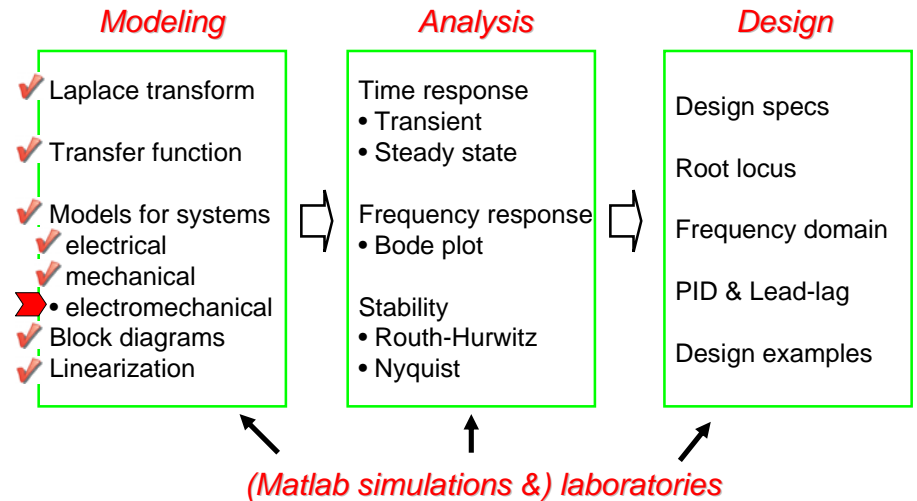 Modeling
Laplace transform
Transfer function
Models for systems
electrical
mechanical
• electromechanical
Block diagrams
Linearization
Analysis
Time response
• Transient
• Steady state
Frequency response
• Bode plot
Stability
• Routh-Hurwitz
• Nyquist
Design
Design specs
Root locus
Frequency domain
PID & Lead-lag
Design examples
(Matlab simulations &) laboratories